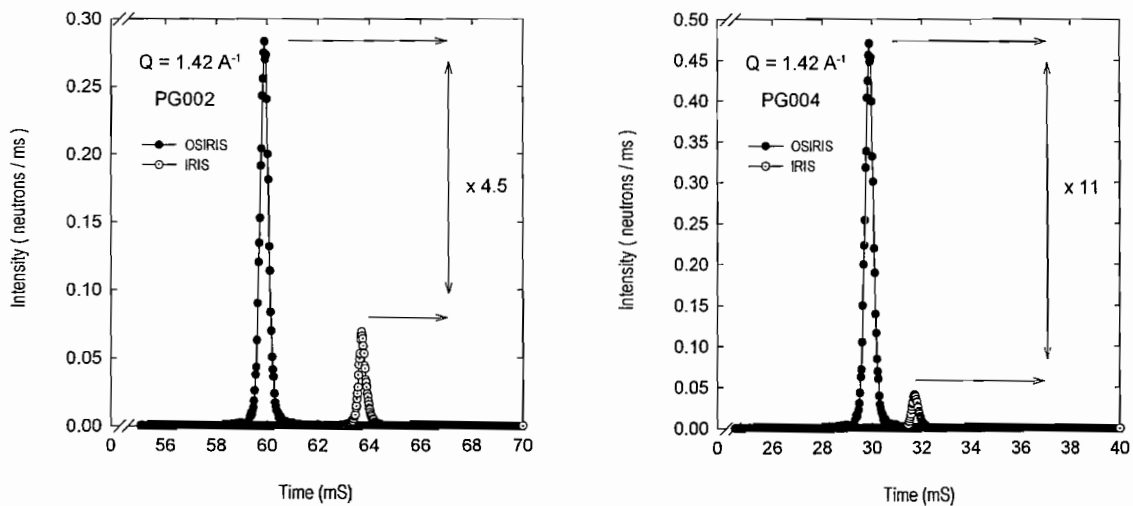 0.30
0.25
0.20
0.15
0.10
0.05
0.00
Intensity ( neutrons / ms )
Q = 1.42 A⁻¹
PG002
OSIRIS
IRIS
x 4.5
0 56 58 60 62 64 66 68 70
Time (mS)
0.50
0.45
0.40
0.35
0.30
0.25
0.20
0.15
0.10
0.05
0.00
Intensity ( neutrons / ms )
Q = 1.42 A⁻¹
PG004
OSIRIS
IRIS
x 11
0 26 28 30 32 34 36 38 40
Time (mS)